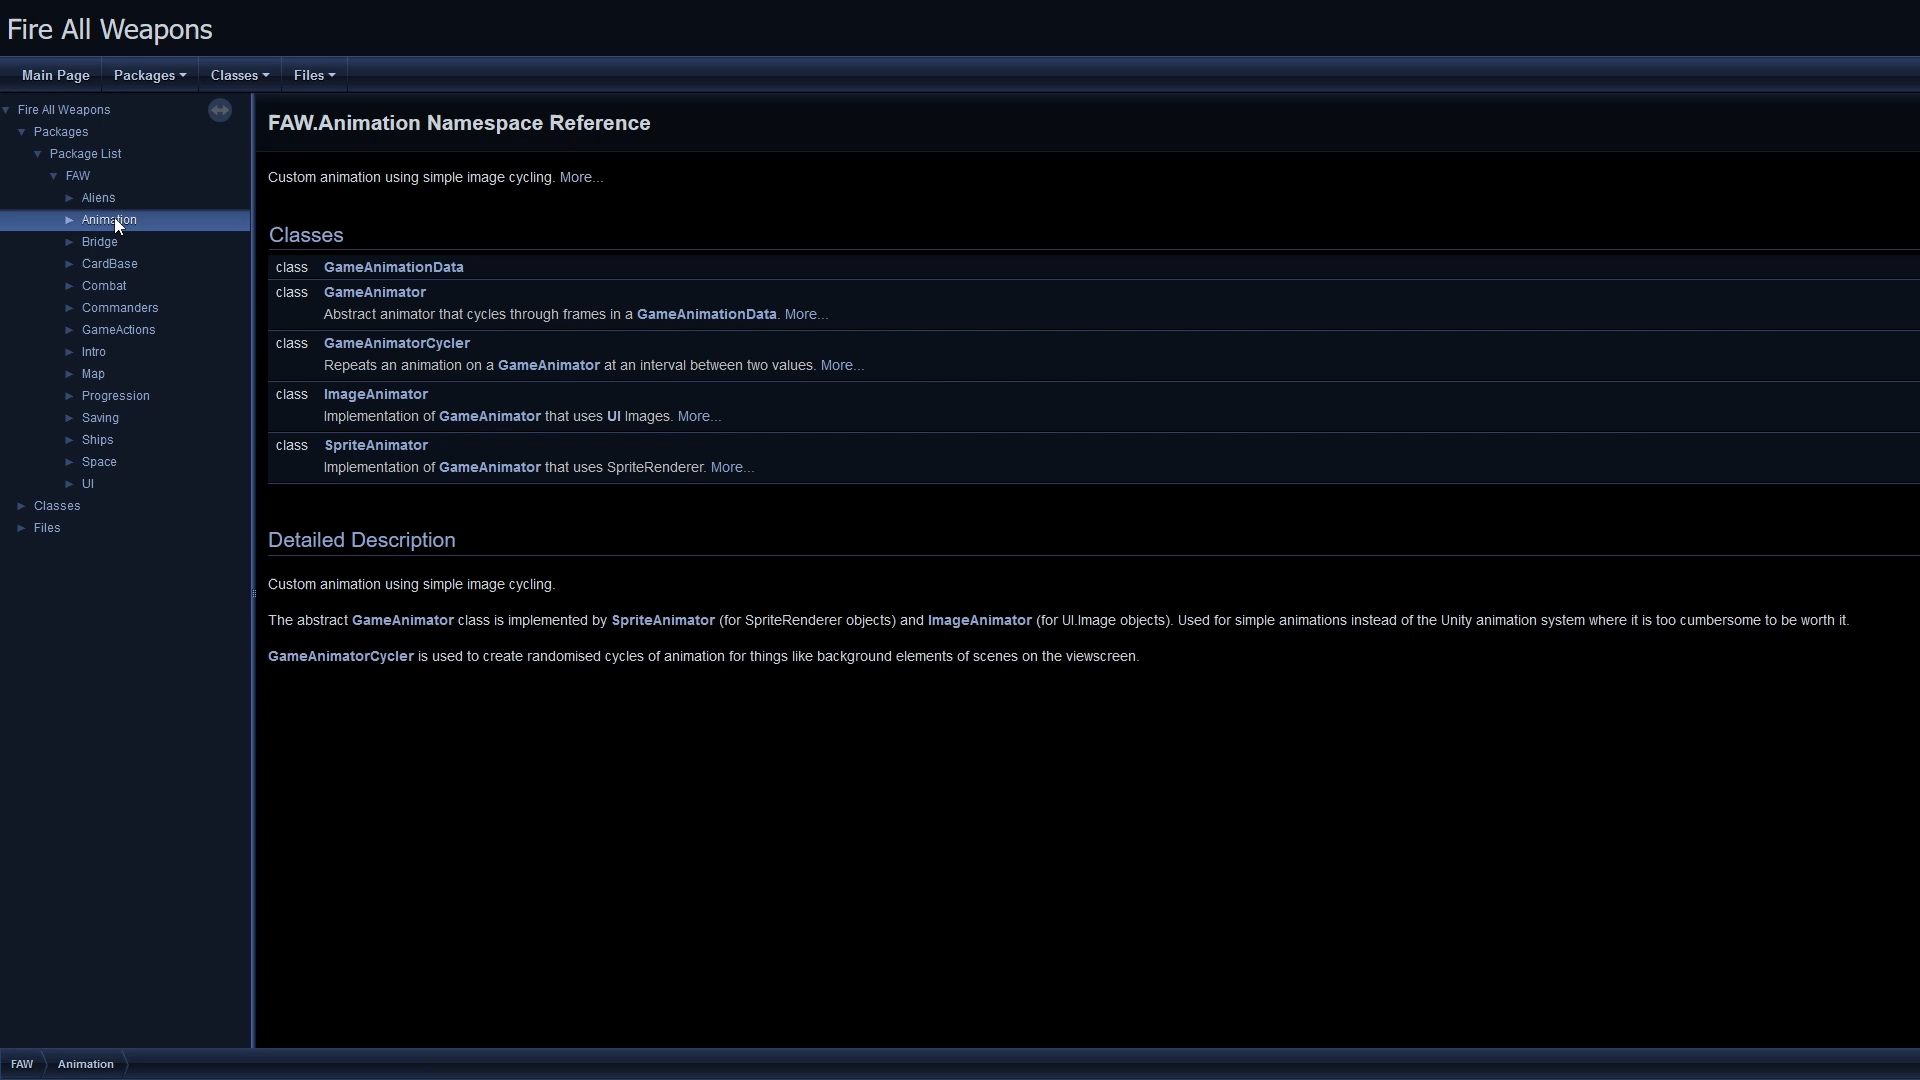 Fire All Weapons
Main Page Packages Classes Files
Fire All Weapons
Packages
Package List
FAW
Aliens
Animation
Bridge
CardBase
Combat
Commanders
GameActions
Intro
Map
Progression
Saving
Ships
Space
UI
Classes
Files
FAW.Animation Namespace Reference
Custom animation using simple image cycling. More...
Classes
class GameAnimationData
class GameAnimator
Abstract animator that cycles through frames in a GameAnimationData. More...
class GameAnimatorCycler
Repeats an animation on a GameAnimator at an interval between two values. More...
class ImageAnimator
Implementation of GameAnimator that uses UI Images. More...
class SpriteAnimator
Implementation of GameAnimator that uses SpriteRenderer. More...
Detailed Description
Custom animation using simple image cycling.
The abstract GameAnimator class is implemented by SpriteAnimator (for SpriteRenderer objects) and ImageAnimator (for UI.Image objects). Used for simple animations instead of the Unity animation system where it is too cumbersome to be worth it.
GameAnimatorCycler is used to create randomised cycles of animation for things like background elements of scenes on the viewscreen.
FAW Animation